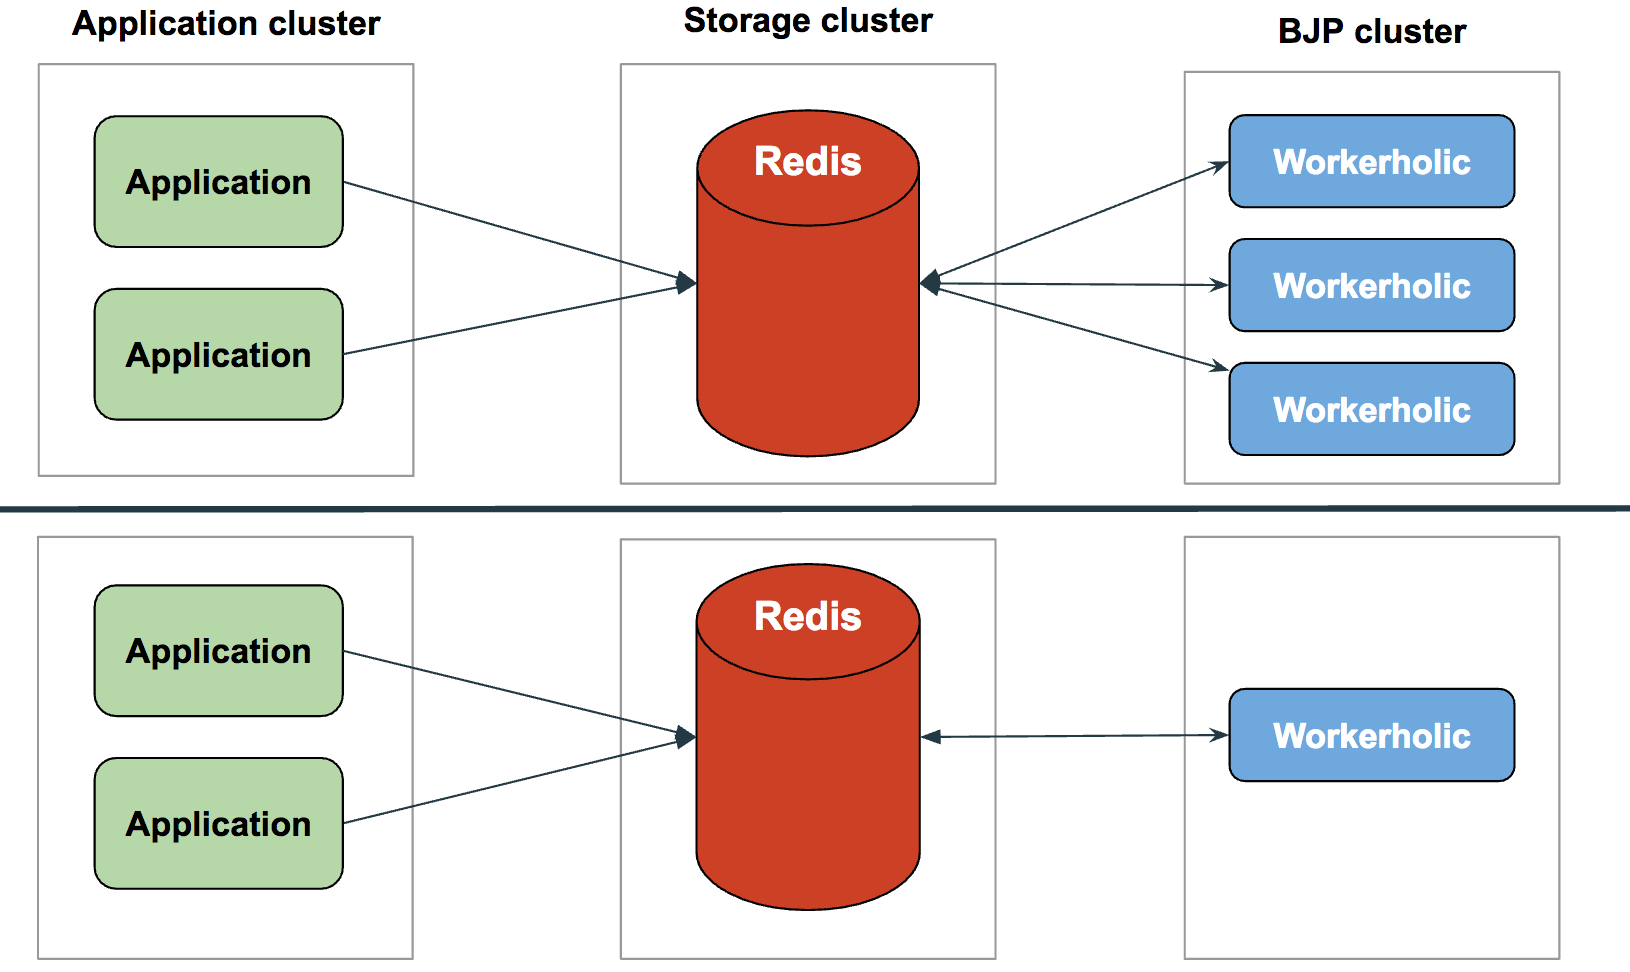 Application cluster
Storage cluster
BJP cluster
Application
Application
Redis
Workerholic
Workerholic
Workerholic
Application
Application
Redis
Workerholic